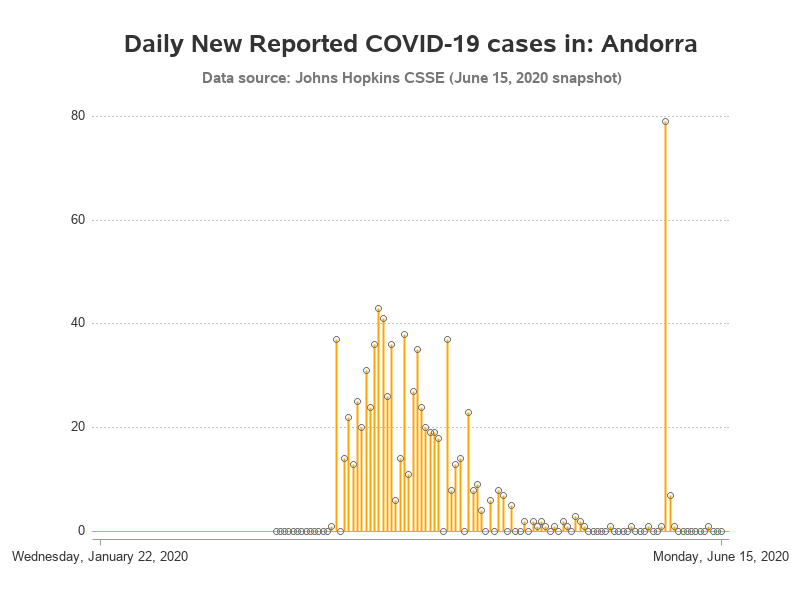 Daily New Reported COVID-19 cases in: Andorra
Data source: Johns Hopkins CSSE (June 15, 2020 snapshot)
80
60
40
20
0
Wednesday, January 22, 2020
Monday, June 15, 2020